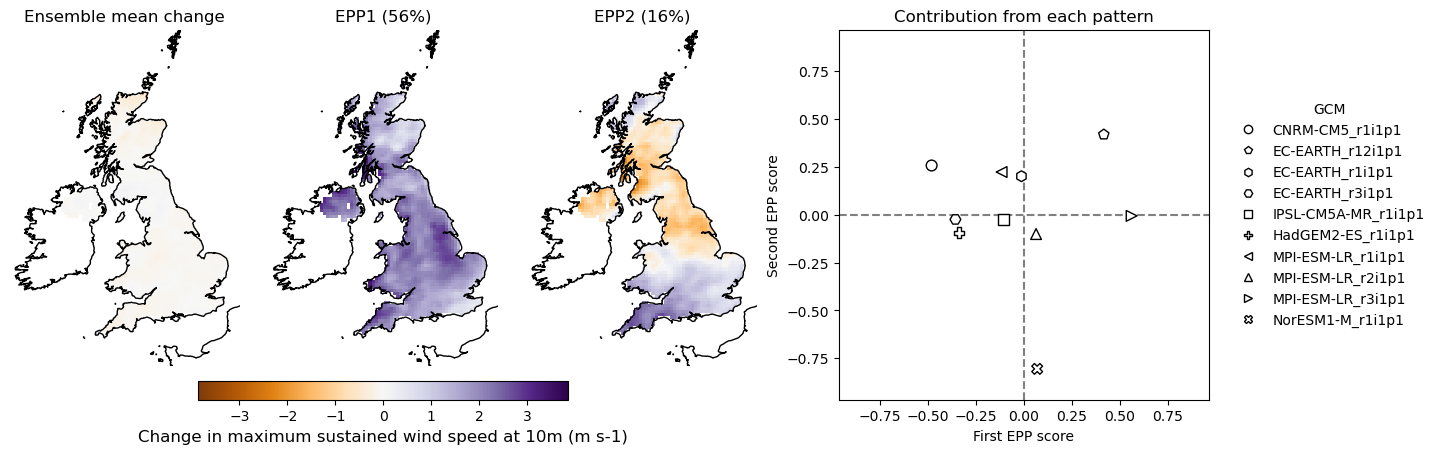 Ensemble mean change
EPP1 (56%)
EPP2 (16%)
−3 −2 −1 0 1 2 3
Change in maximum sustained wind speed at 10m (m s-1)
Contribution from each pattern
Second EPP score
0.75
0.50
0.25
0.00
−0.25
−0.50
−0.75
−0.75 −0.50 −0.25 0.00 0.25 0.50 0.75
First EPP score
GCM
CNRM-CM5_r1i1p1
EC-EARTH_r12i1p1
EC-EARTH_r1i1p1
EC-EARTH_r3i1p1
IPSL-CM5A-MR_r1i1p1
HadGEM2-ES_r1i1p1
MPI-ESM-LR_r1i1p1
MPI-ESM-LR_r2i1p1
MPI-ESM-LR_r3i1p1
NorESM1-M_r1i1p1